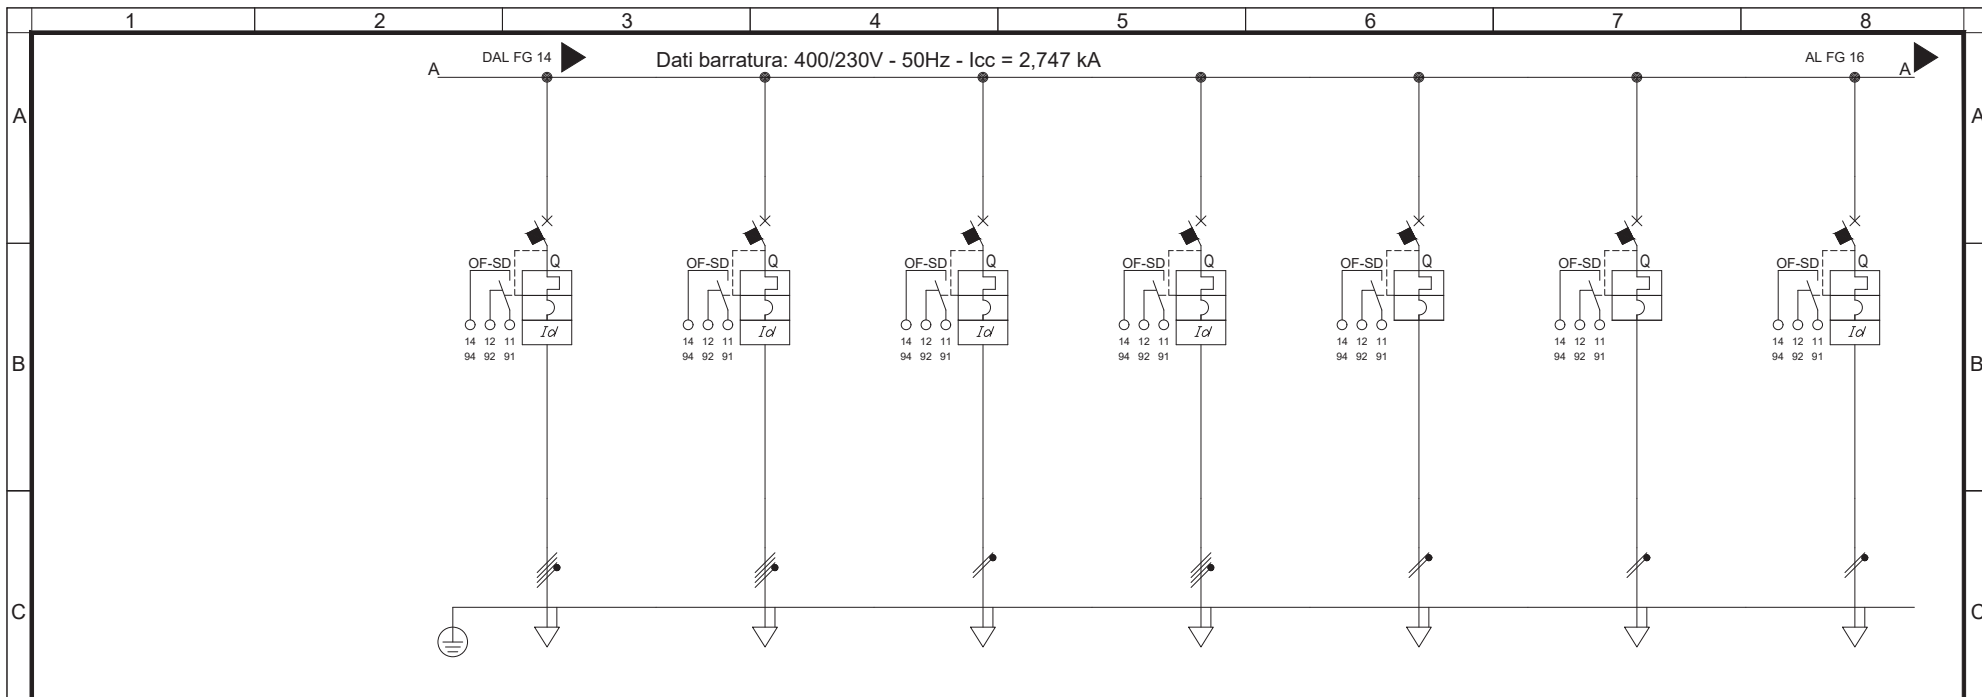 1 2 3 4 5 6 7 8
DAL FG 14 Dati barratura: 400/230V - 50Hz - Icc = 2,747 kA AL FG 16
A A
A A
OF-SD Q OF-SD Q OF-SD Q OF-SD Q OF-SD Q OF-SD Q OF-SD Q
Id Id Id Id Id
14 12 11 14 12 11 14 12 11 14 12 11 14 12 11 14 12 11 14 12 11
94 92 91 94 92 91 94 92 91 94 92 91 94 92 91 94 92 91 94 92 91
B B
C C